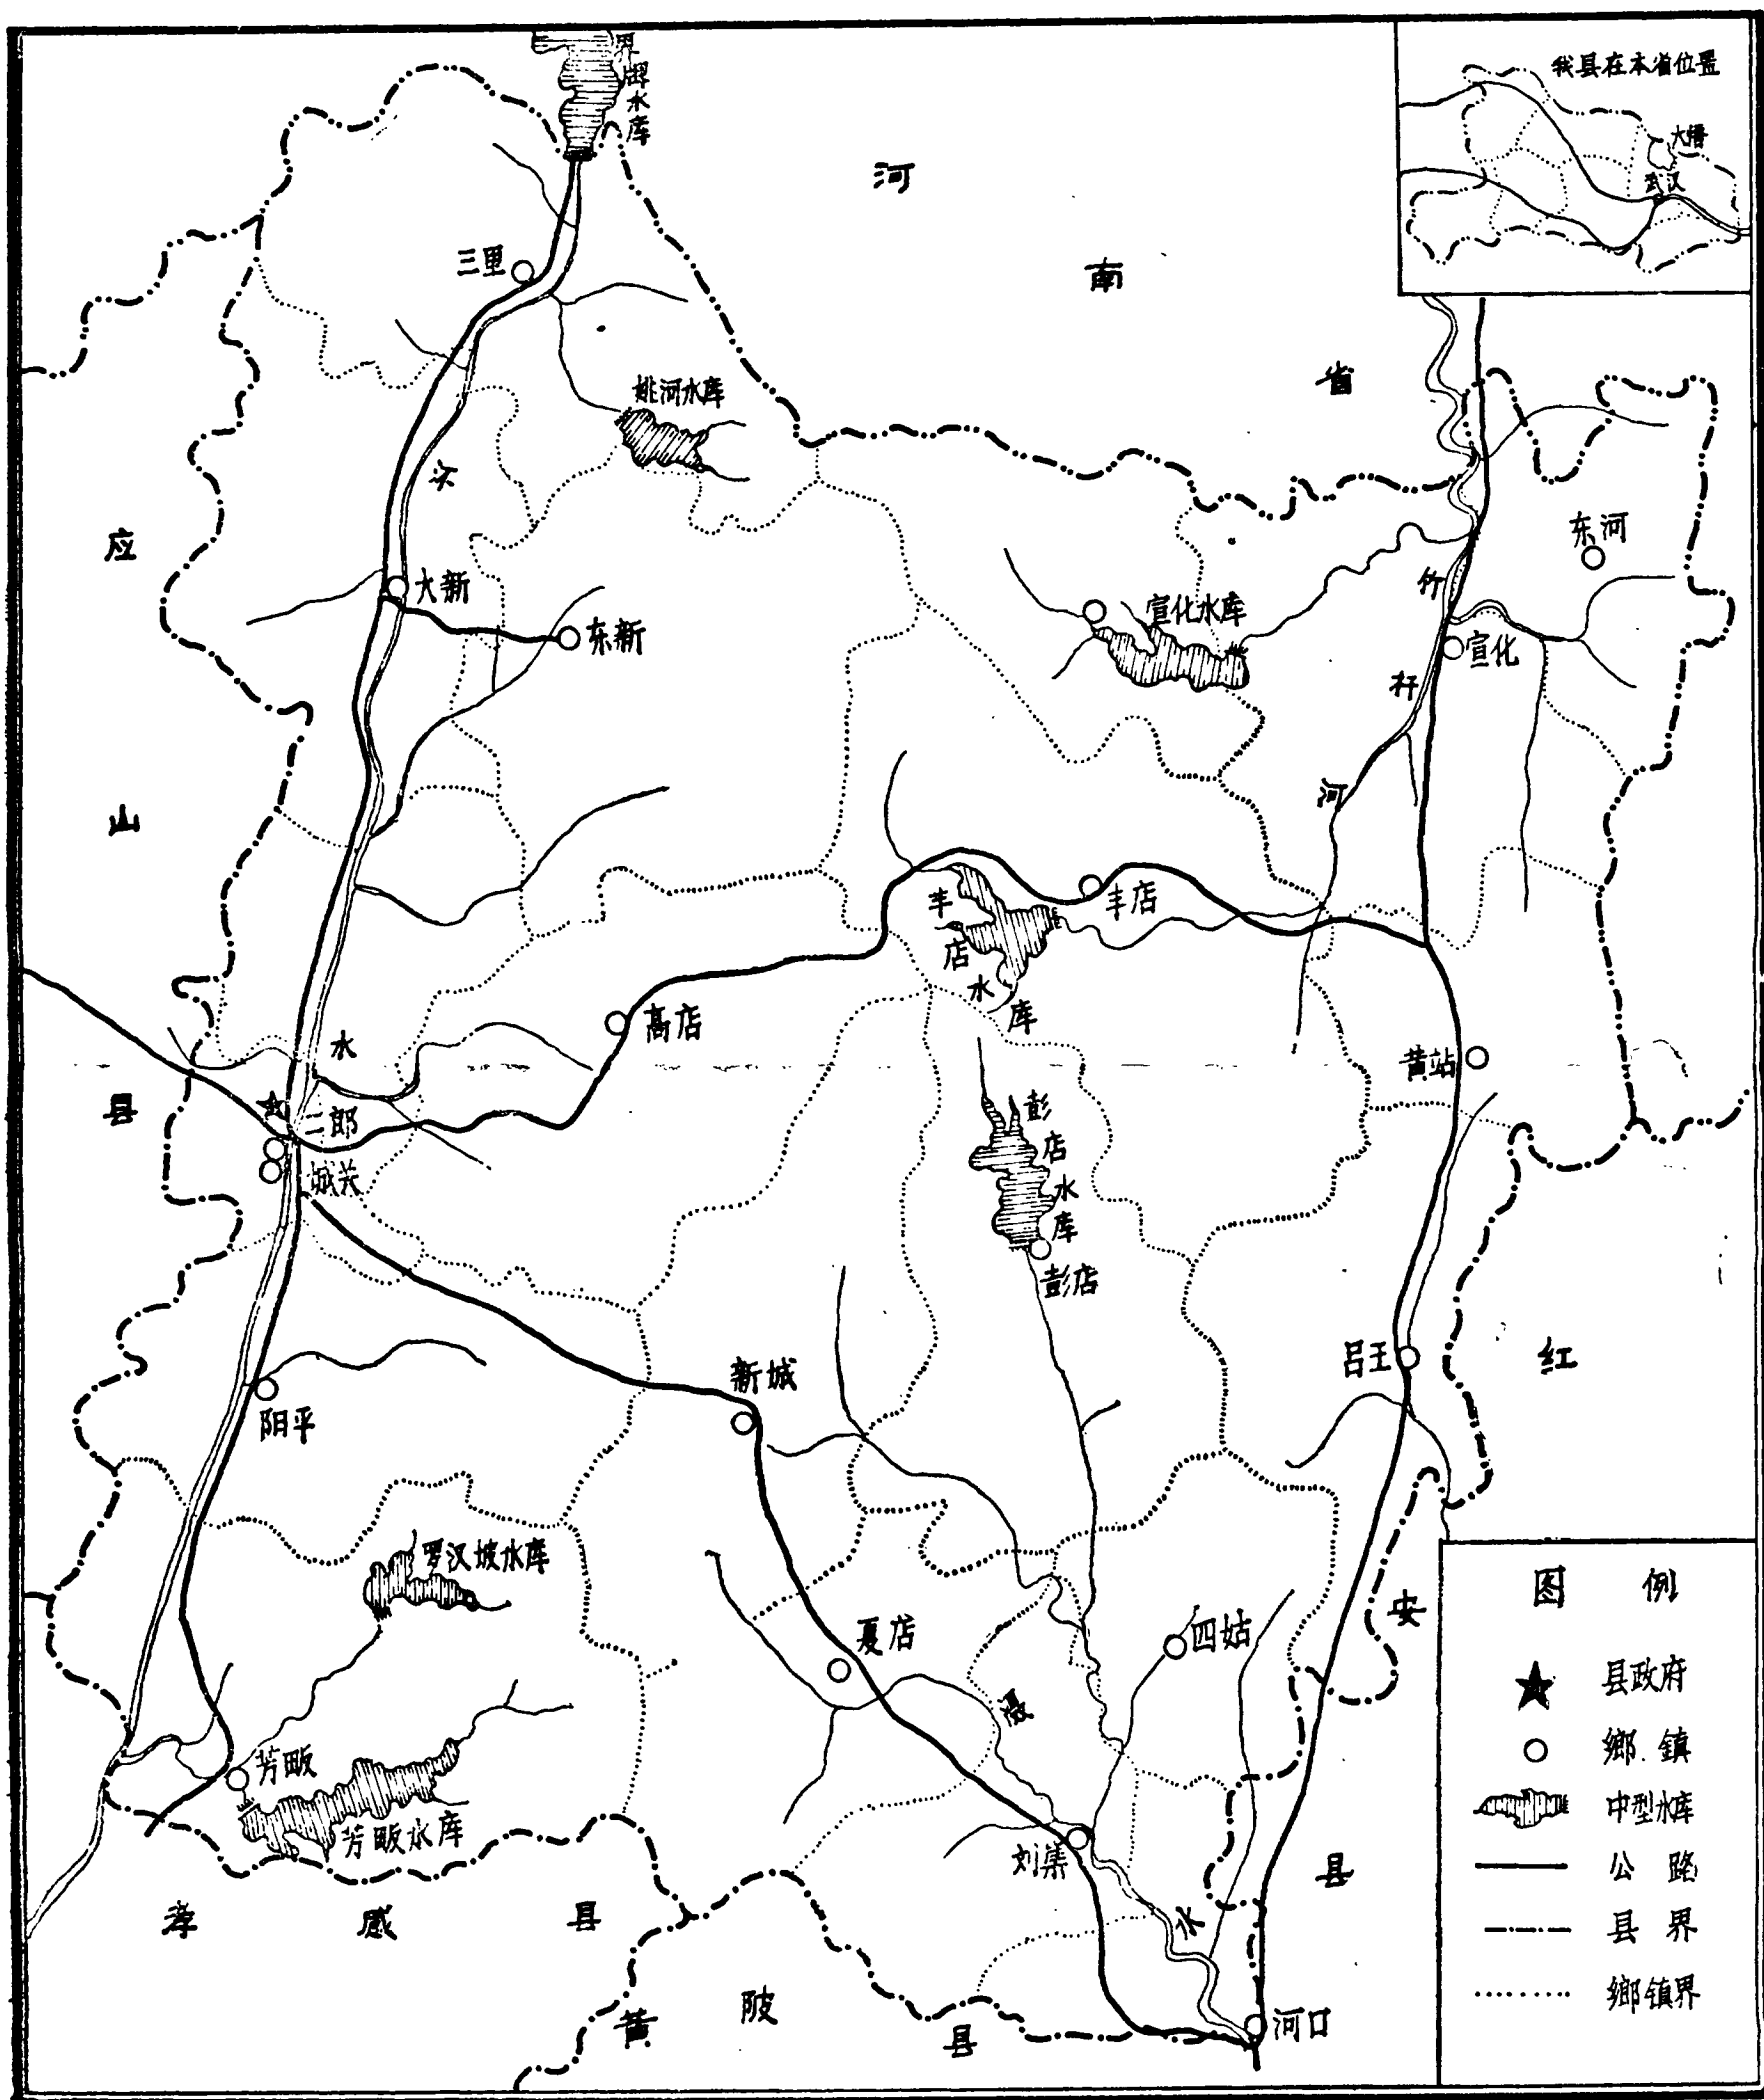 我县在本省位置
大悟
武汉
界牌水库
河南省
三里
姚河水库
东河
大新
东新
宣化水库
宣化
竹杆河
应山县
丰店水库
丰店
高店
黄站
环水
二郎
城关
彭店水库
彭店
吕王
红安县
阳平
新城
罗汉坡水库
夏店
四姑
滠水
芳畈
芳畈水库
刘集
河口
孝感县
黄陂县
图例
县政府
鄉.镇
中型水库
公路
县界
鄉镇界